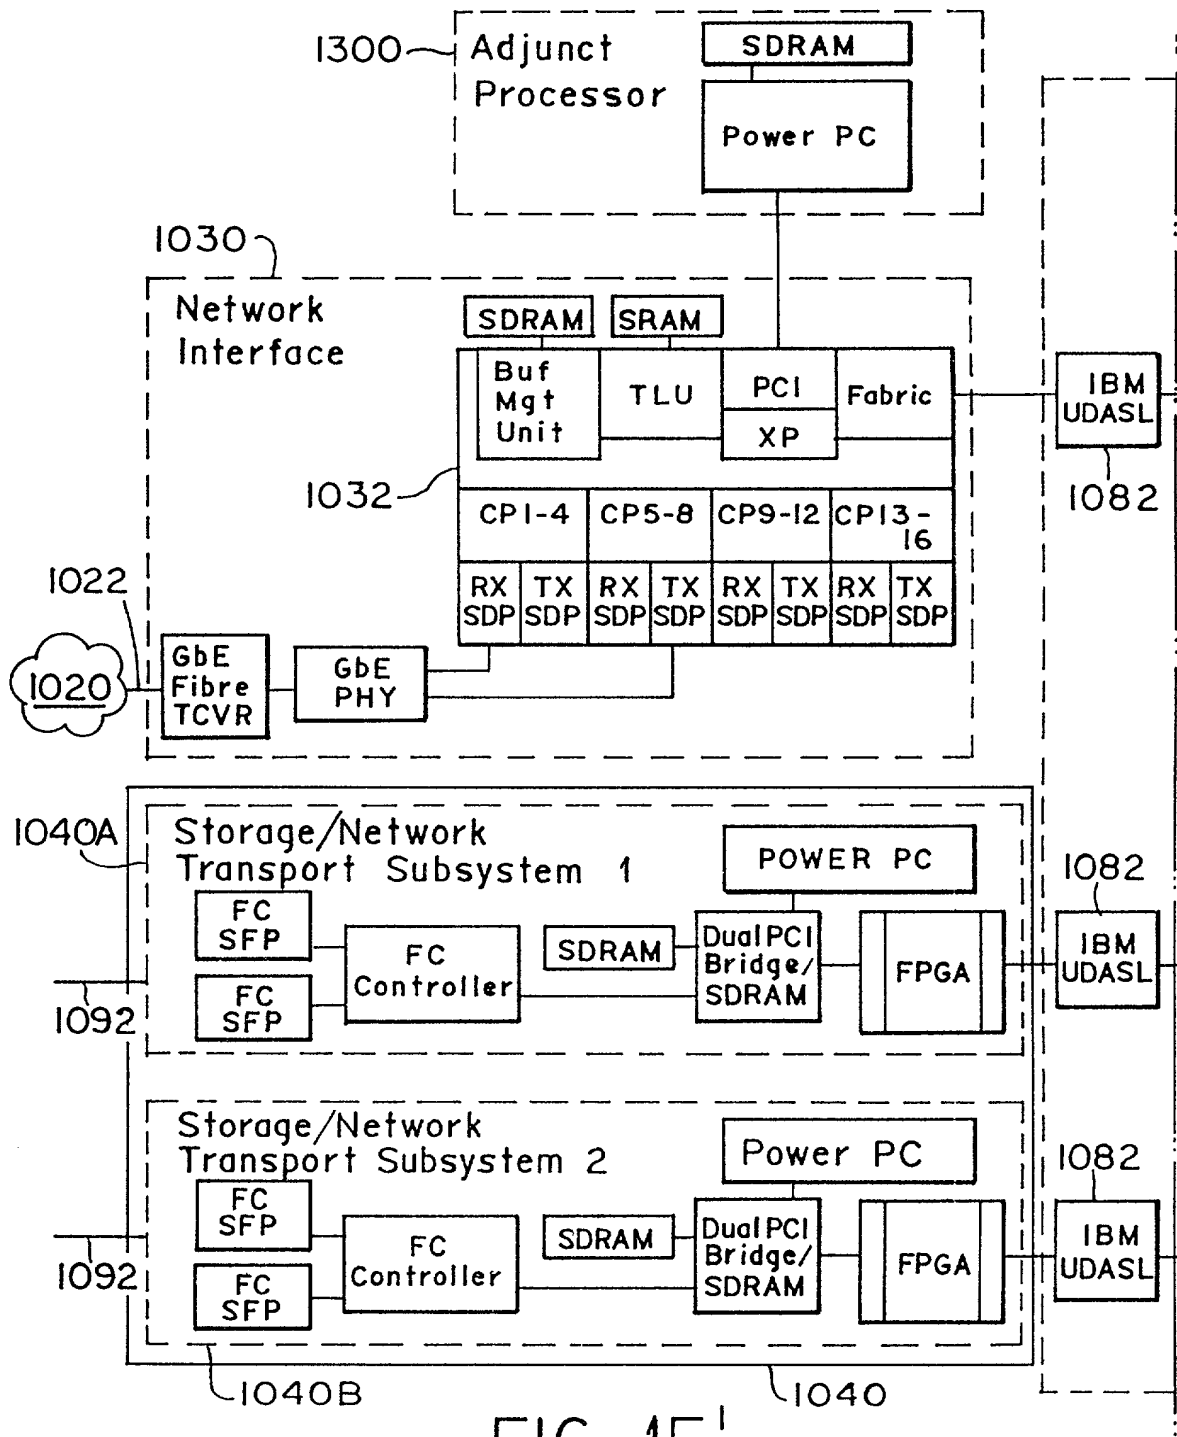 1300
Adjunct
Processor
SDRAM
Power PC
1030
Network
Interface
SDRAM
SRAM
Buf
Mgt
Unit
TLU
PCI
XP
Fabric
IBM
UDASL
1082
1032
CP1-4
CP5-8
CP9-12
CP13-
16
RX
SDP
TX
SDP
RX
SDP
TX
SDP
RX
SDP
TX
SDP
RX
SDP
TX
SDP
1022
1020
GbE
Fibre
TCVR
GbE
PHY
1040A
Storage/Network
Transport Subsystem 1
POWER PC
FC
SFP
FC
SFP
FC
Controller
SDRAM
Dual PCI
Bridge/
SDRAM
FPGA
1082
IBM
UDASL
1092
Storage/Network
Transport Subsystem 2
Power PC
FC
SFP
FC
SFP
FC
Controller
SDRAM
Dual PCI
Bridge/
SDRAM
FPGA
1082
IBM
UDASL
1092
1040B
1040